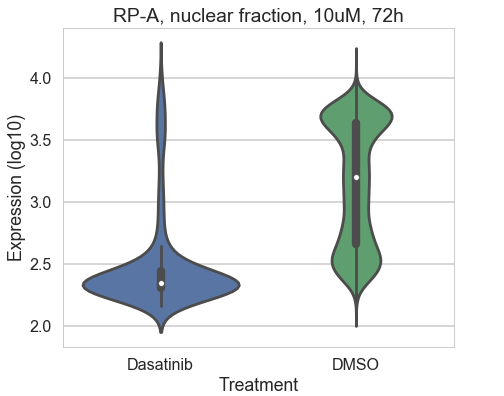 RP-A, nuclear fraction, 10uM, 72h
Expression (log10)
4.0
3.5
3.0
2.5
2.0
Dasatinib DMSO
Treatment